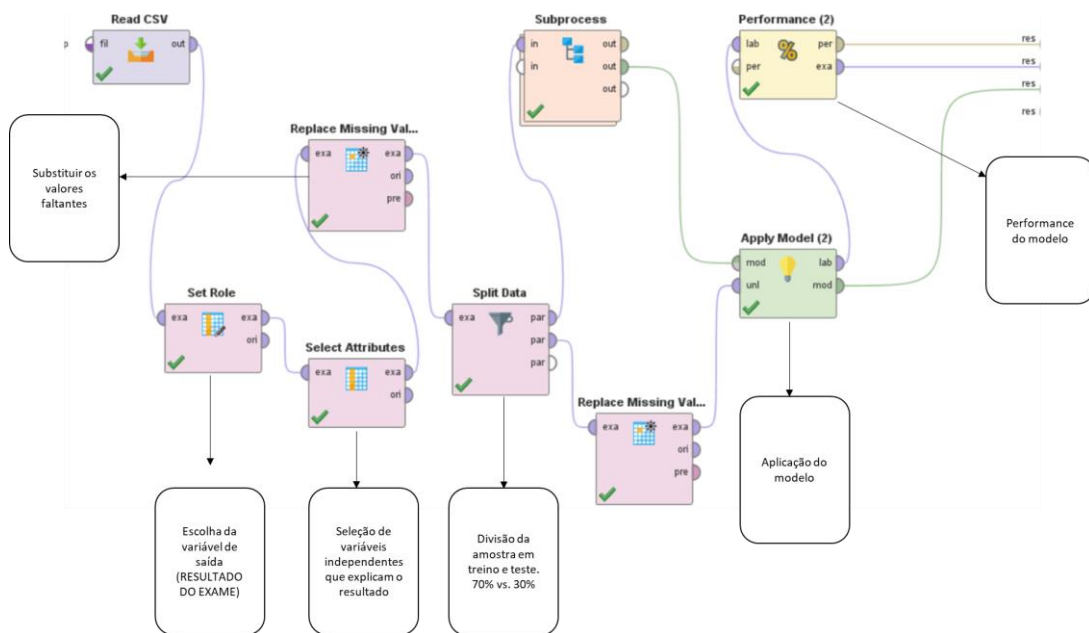 Read CSV
p
fil
out
Subprocess
in
out
in
out
out
Performance (2)
lab
per
per
exa
res
res
res
res
Replace Missing Val...
exa
exa
ori
pre
Substituir os
valores
faltantes
Performance
do modelo
Apply Model (2)
mod
lab
unl
mod
Set Role
exa
exa
ori
Select Attributes
exa
exa
ori
Split Data
exa
par
par
par
Replace Missing Val...
exa
exa
ori
pre
Aplicação do
modelo
Escolha da
variável de
saída
(RESULTADO
DO EXAME)
Seleção de
variáveis
independentes
que explicam o
resultado
Divisão da
amostra em
treino e teste.
70% vs. 30%